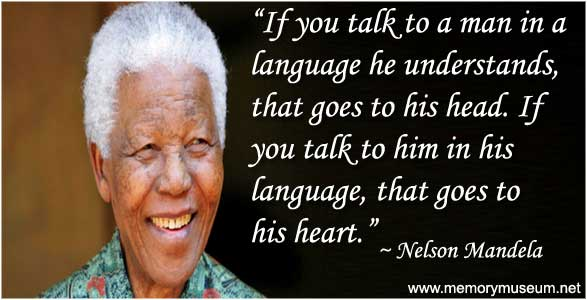 “If you talk to a man in a
language he understands,
that goes to his head. If
you talk to him in his
language, that goes to
his heart.”
~ Nelson Mandela
www.memorymuseum.net